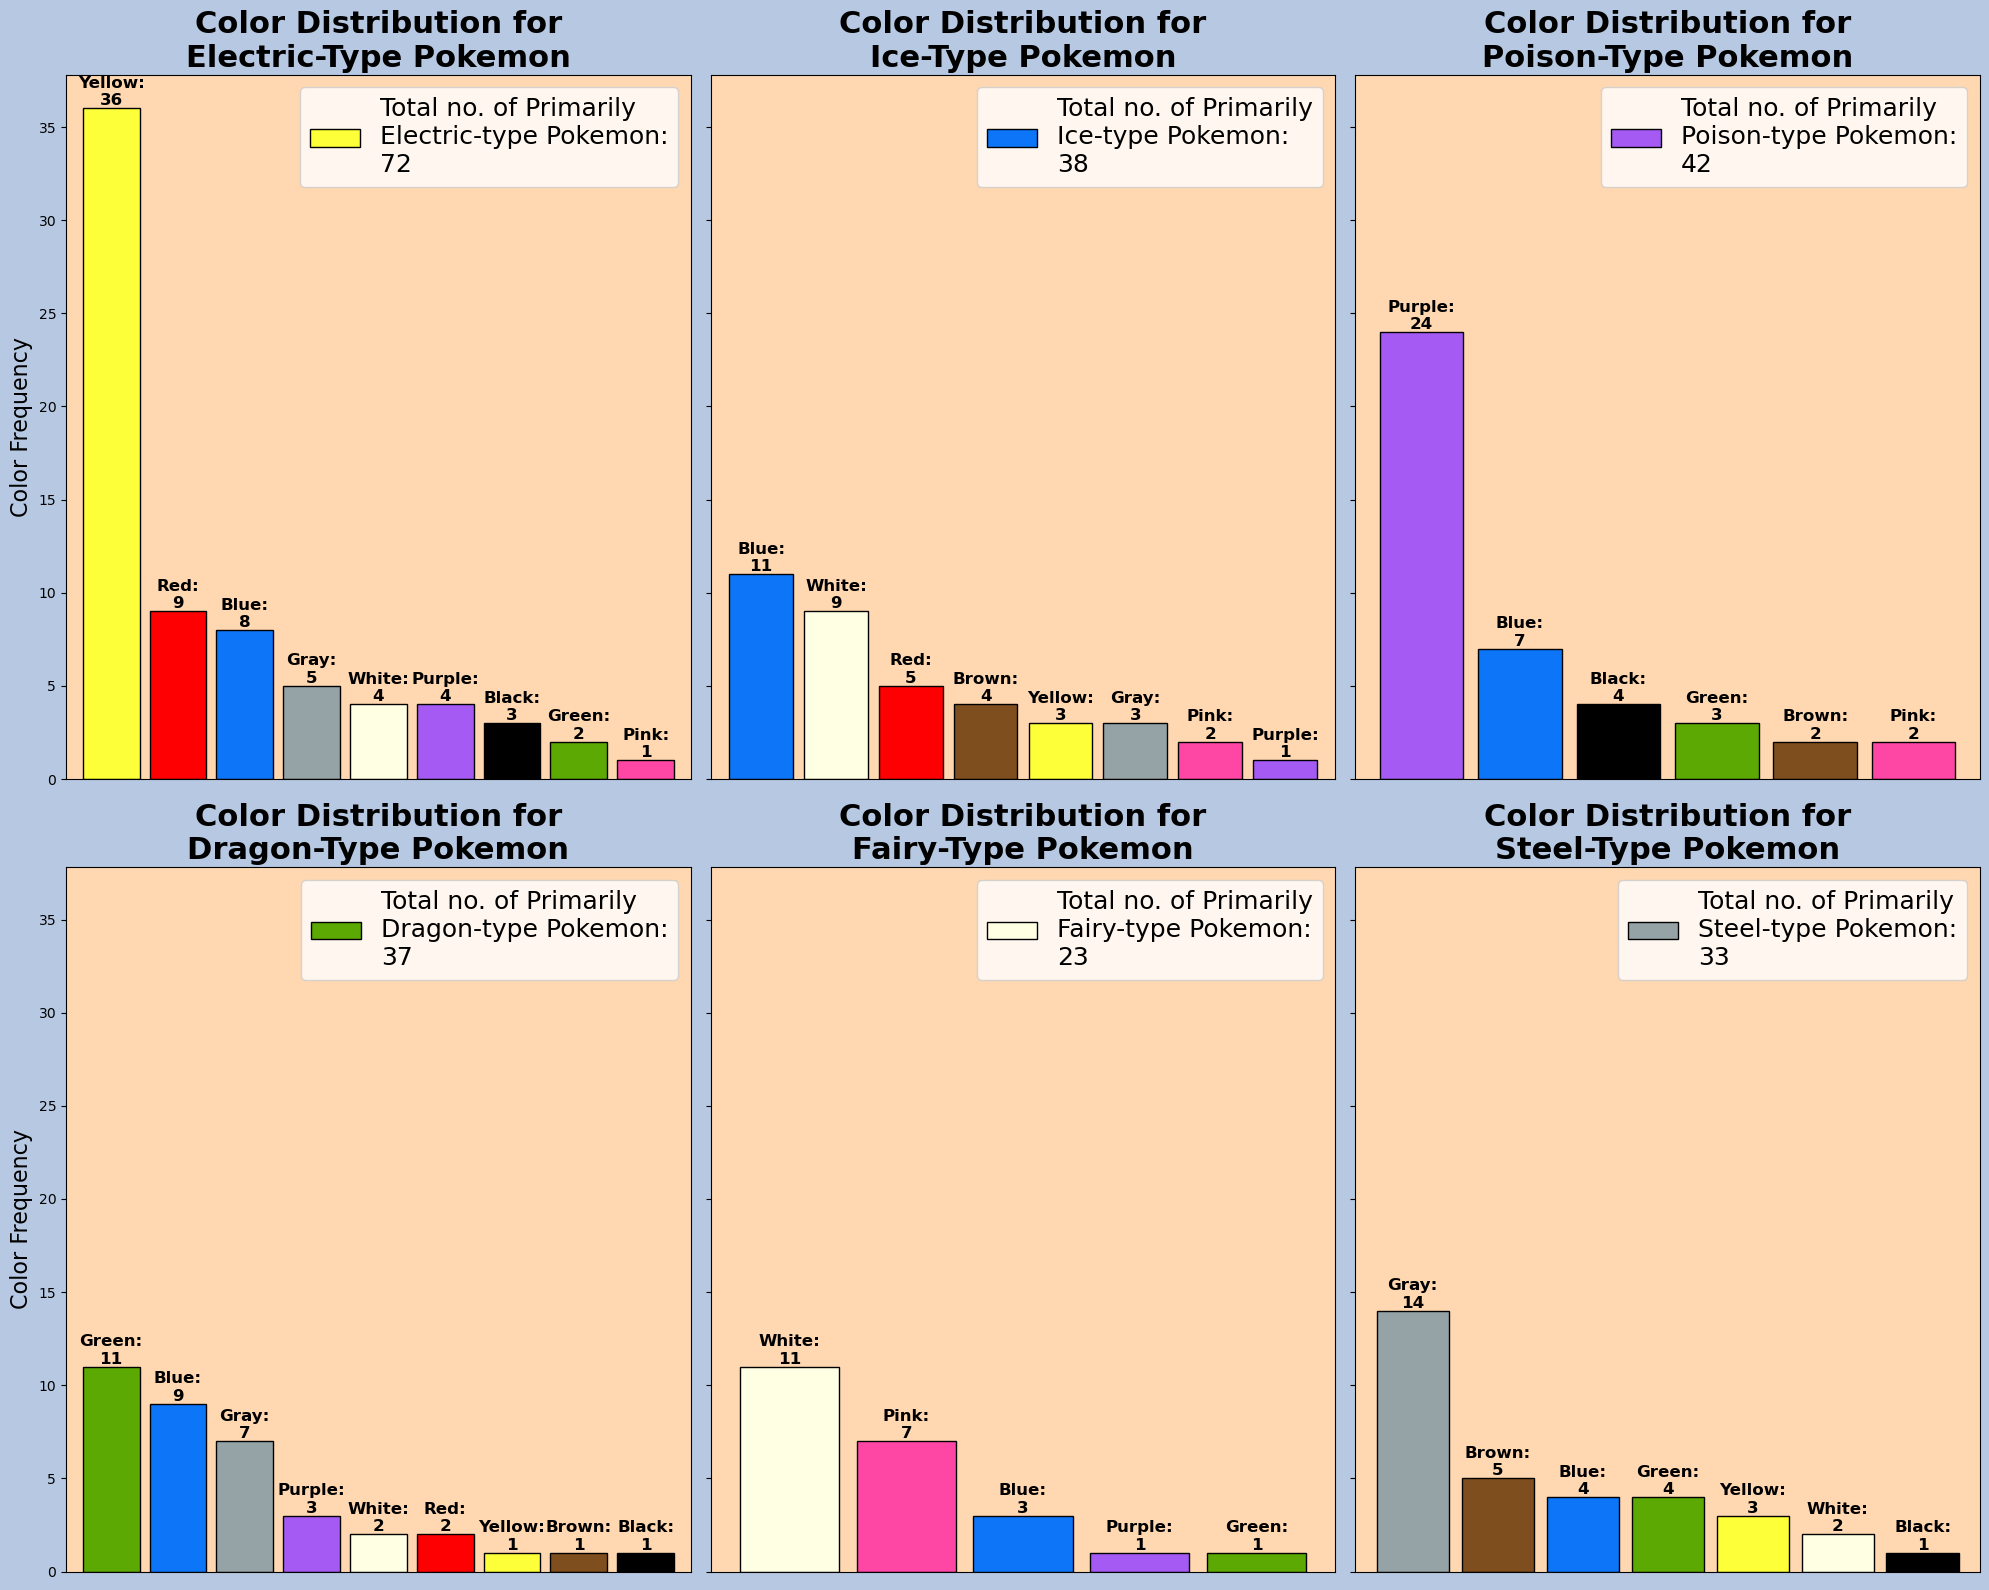 Color Distribution for
Electric-Type Pokemon
Color Distribution for
Ice-Type Pokemon
Color Distribution for
Poison-Type Pokemon
Color Frequency
35
30
25
20
15
10
5
0
Total no. of Primarily
Electric-type Pokemon:
72
Yellow:
36
Red:
9
Blue:
8
Gray:
5
White:
4
Purple:
4
Black:
3
Green:
2
Pink:
1
Total no. of Primarily
Ice-type Pokemon:
38
Blue:
11
White:
9
Red:
5
Brown:
4
Yellow:
3
Gray:
3
Pink:
2
Purple:
1
Total no. of Primarily
Poison-type Pokemon:
42
Purple:
24
Blue:
7
Black:
4
Green:
3
Brown:
2
Pink:
2
Color Distribution for
Dragon-Type Pokemon
Color Distribution for
Fairy-Type Pokemon
Color Distribution for
Steel-Type Pokemon
Color Frequency
35
30
25
20
15
10
5
0
Total no. of Primarily
Dragon-type Pokemon:
37
Green:
11
Blue:
9
Gray:
7
Purple:
3
White:
2
Red:
2
Yellow:
1
Brown:
1
Black:
1
Total no. of Primarily
Fairy-type Pokemon:
23
White:
11
Pink:
7
Blue:
3
Purple:
1
Green:
1
Total no. of Primarily
Steel-type Pokemon:
33
Gray:
14
Brown:
5
Blue:
4
Green:
4
Yellow:
3
White:
2
Black:
1